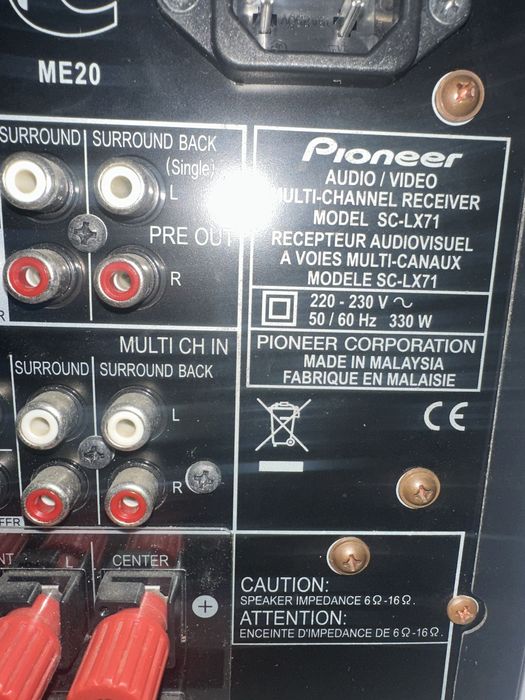 ME20
SURROUND
SURROUND BACK
(Single)
L
PRE OUT
R
Pioneer
AUDIO / VIDEO
MULTI-CHANNEL RECEIVER
MODEL SC-LX71
RECEPTEUR AUDIOVISUEL
A VOIES MULTI-CANAUX
MODELE SC-LX71
220 - 230 V ~
50 / 60 Hz 330 W
PIONEER CORPORATION
MADE IN MALAYSIA
FABRIQUE EN MALAISIE
MULTI CH IN
SURROUND
SURROUND BACK
L
R
CE
L
CENTER
CAUTION:
SPEAKER IMPEDANCE 6Ω-16Ω.
ATTENTION:
ENCEINTE D'IMPEDANCE DE 6Ω-16Ω.